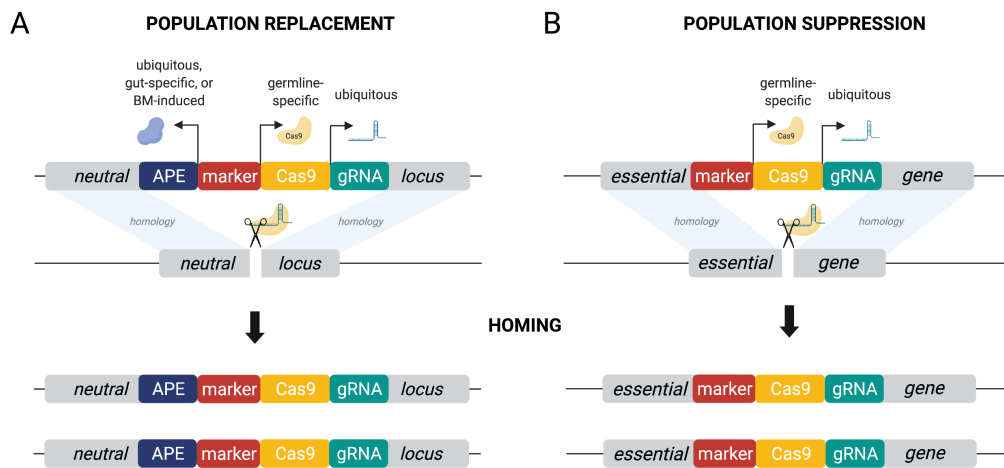 A
POPULATION REPLACEMENT
ubiquitous,
gut-specific, or
BM-induced
germline-
specific
ubiquitous
Cas9
neutral APE marker Cas9 gRNA locus
homology
homology
neutral locus
neutral APE marker Cas9 gRNA locus
neutral APE marker Cas9 gRNA locus
HOMING
B
POPULATION SUPPRESSION
germline-
specific
ubiquitous
Cas9
essential marker Cas9 gRNA gene
homology
homology
essential gene
essential marker Cas9 gRNA gene
essential marker Cas9 gRNA gene